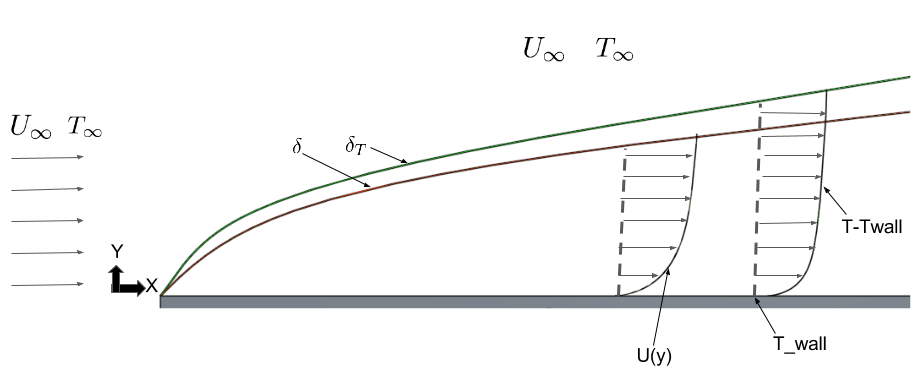 U∞ T∞
U∞ T∞
δ δT
Y
X
T-Twall
T_wall
U(y)